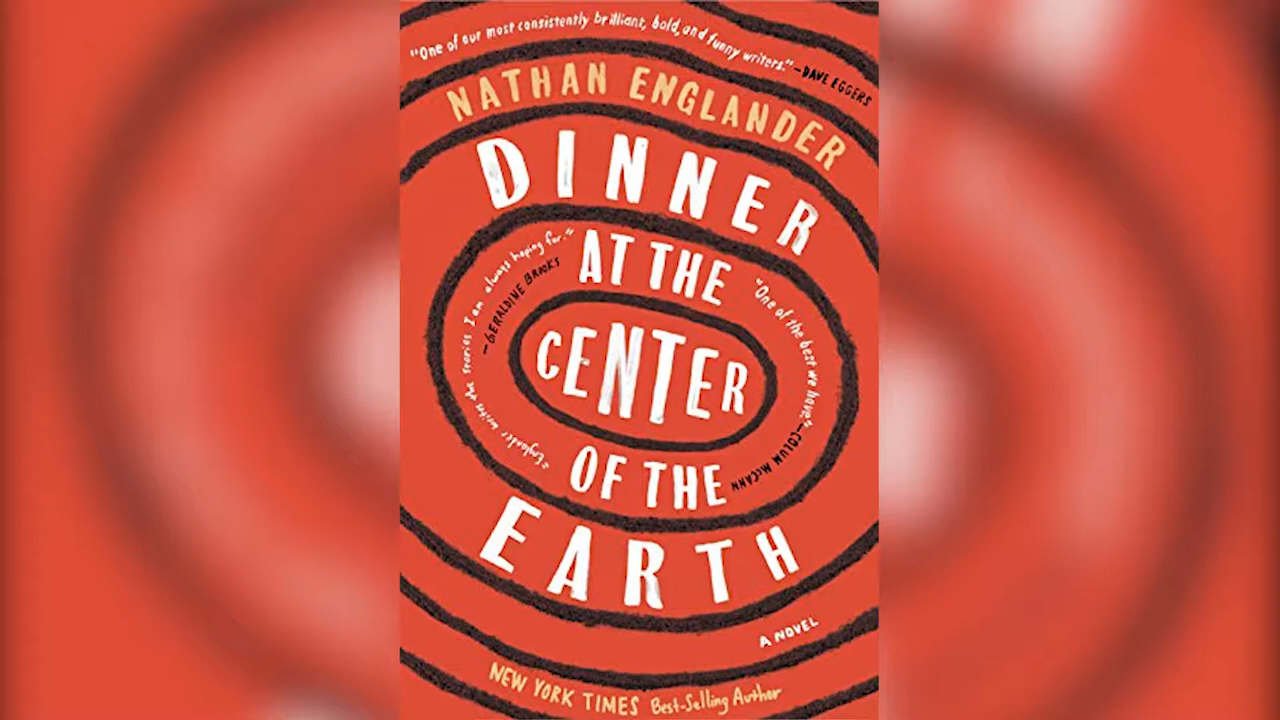 "One of our most consistently brilliant, bold, and funny writers." —DAVE EGGERS
NATHAN ENGLANDER
DINNER
AT THE
CENTER
OF THE
EARTH
"Englander writes the stories I am always hoping for."
—GERALDINE BROOKS
"One of the best we have." —COLUM McCANN
A NOVEL
NEW YORK TIMES Best-Selling Author